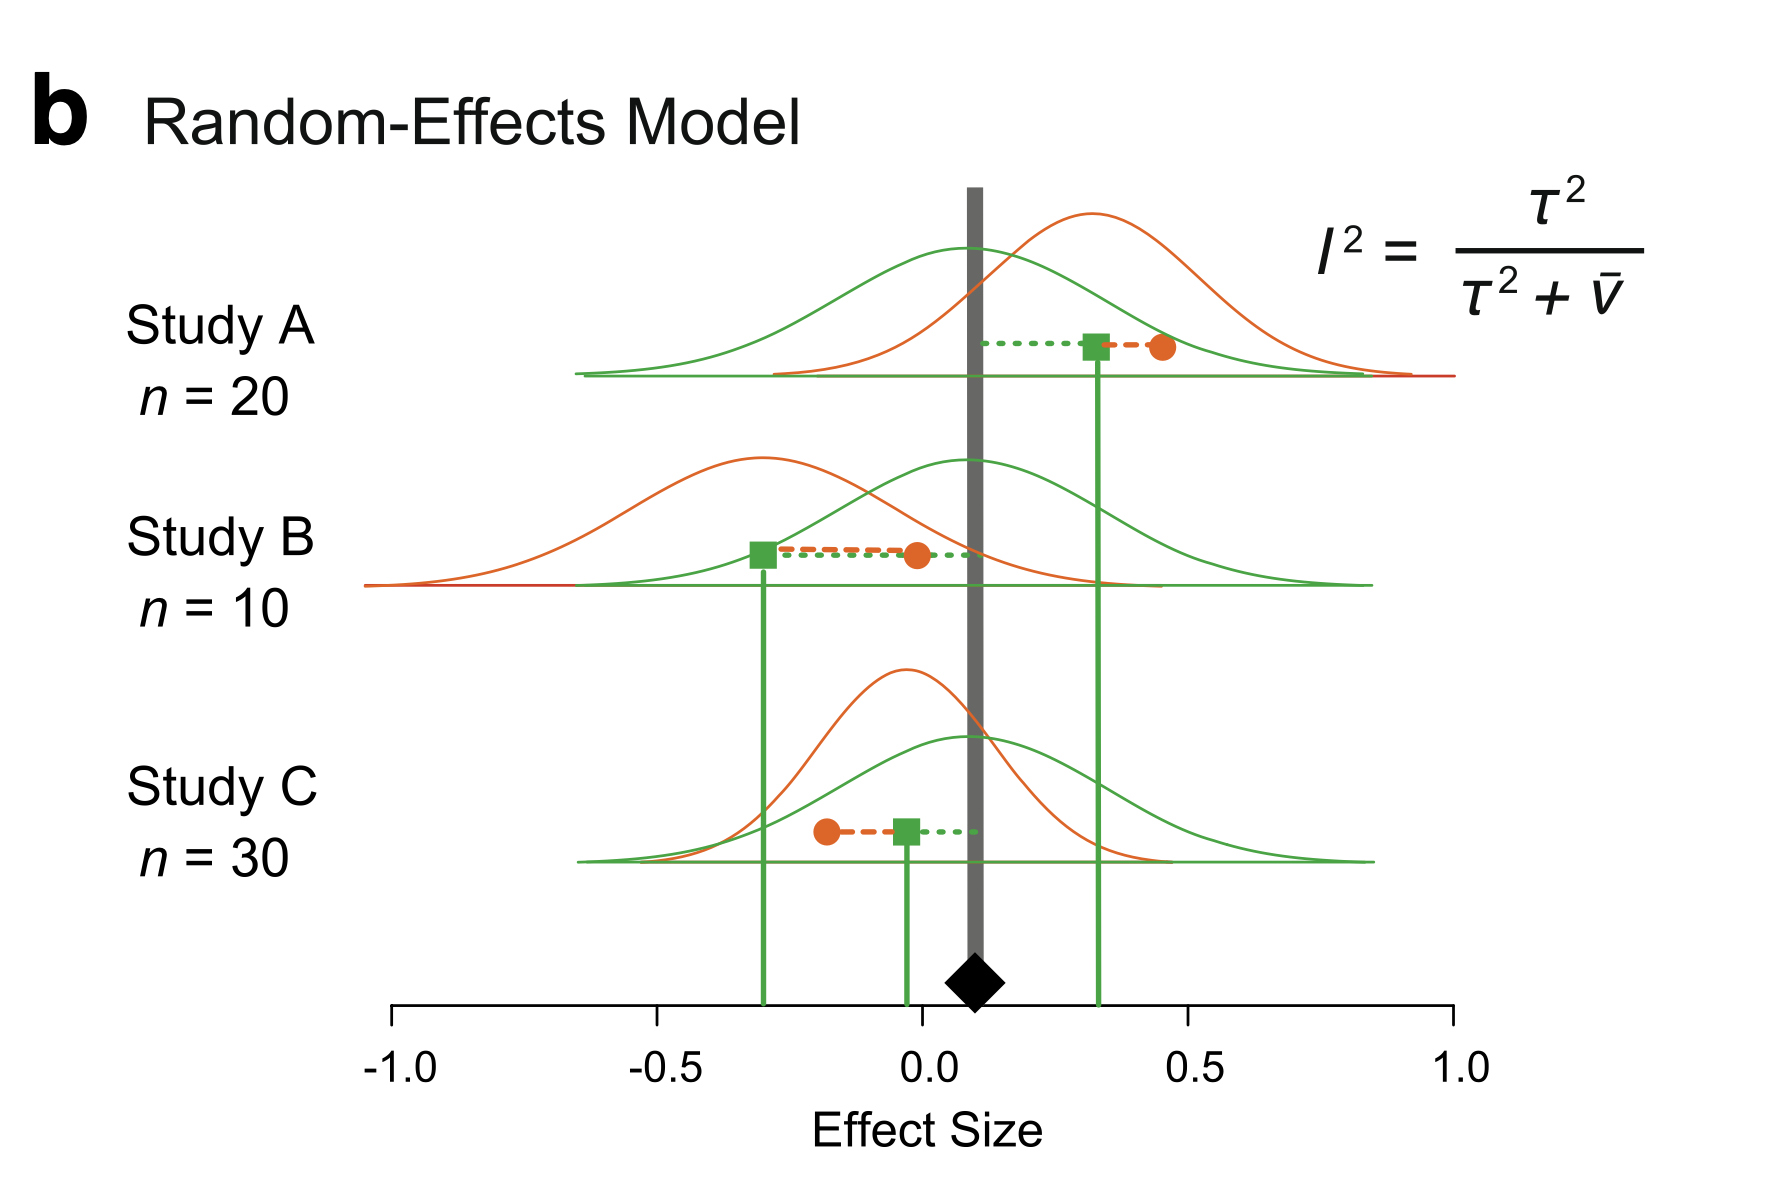 b Random-Effects Model
I² = τ² / τ² + v̄
Study A
n = 20
Study B
n = 10
Study C
n = 30
-1.0 -0.5 0.0 0.5 1.0
Effect Size